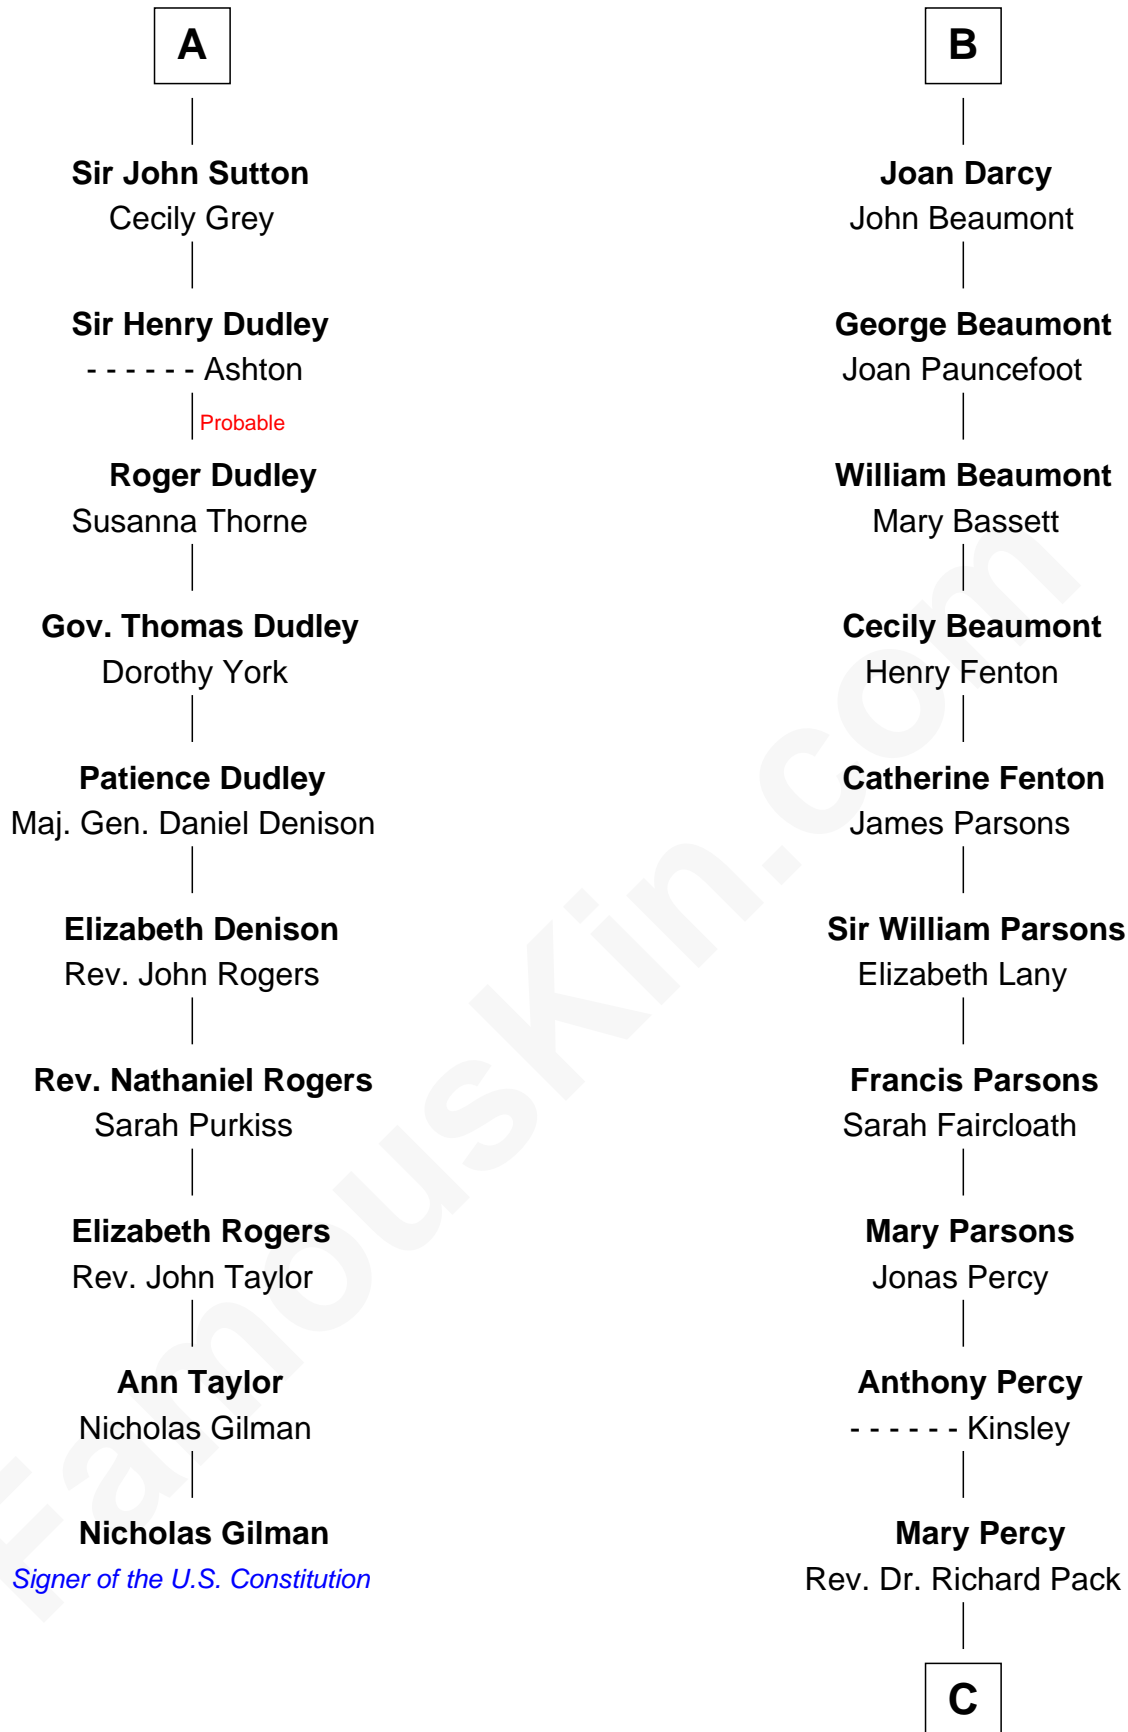 A
Sir John Sutton
Cecily Grey
Sir Henry Dudley
- - - - - - Ashton
Probable
Roger Dudley
Susanna Thorne
Gov. Thomas Dudley
Dorothy York
Patience Dudley
Maj. Gen. Daniel Denison
Elizabeth Denison
Rev. John Rogers
Rev. Nathaniel Rogers
Sarah Purkiss
Elizabeth Rogers
Rev. John Taylor
Ann Taylor
Nicholas Gilman
Nicholas Gilman
Signer of the U.S. Constitution
B
Joan Darcy
John Beaumont
George Beaumont
Joan Pauncefoot
William Beaumont
Mary Bassett
Cecily Beaumont
Henry Fenton
Catherine Fenton
James Parsons
Sir William Parsons
Elizabeth Lany
Francis Parsons
Sarah Faircloath
Mary Parsons
Jonas Percy
Anthony Percy
- - - - - - Kinsley
Mary Percy
Rev. Dr. Richard Pack
C
FamousKin.com